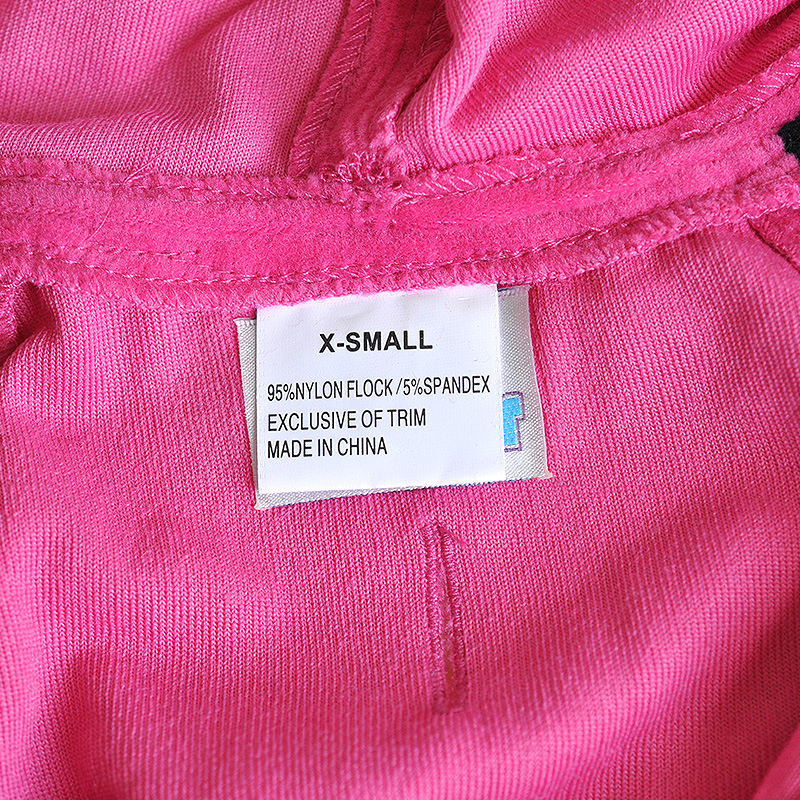 X-SMALL
95%NYLON FLOCK /5%SPANDEX
EXCLUSIVE OF TRIM
MADE IN CHINA